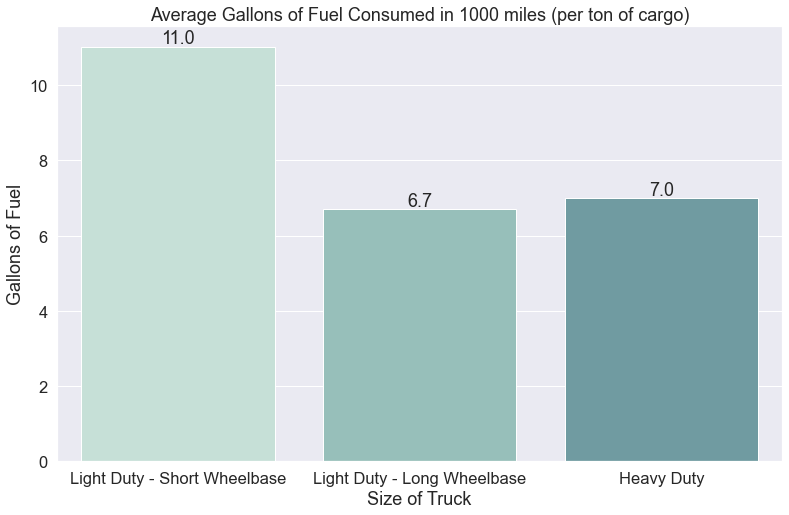 Average Gallons of Fuel Consumed in 1000 miles (per ton of cargo)
Gallons of Fuel
10
8
6
4
2
0
11.0
6.7
7.0
Light Duty - Short Wheelbase
Light Duty - Long Wheelbase
Heavy Duty
Size of Truck